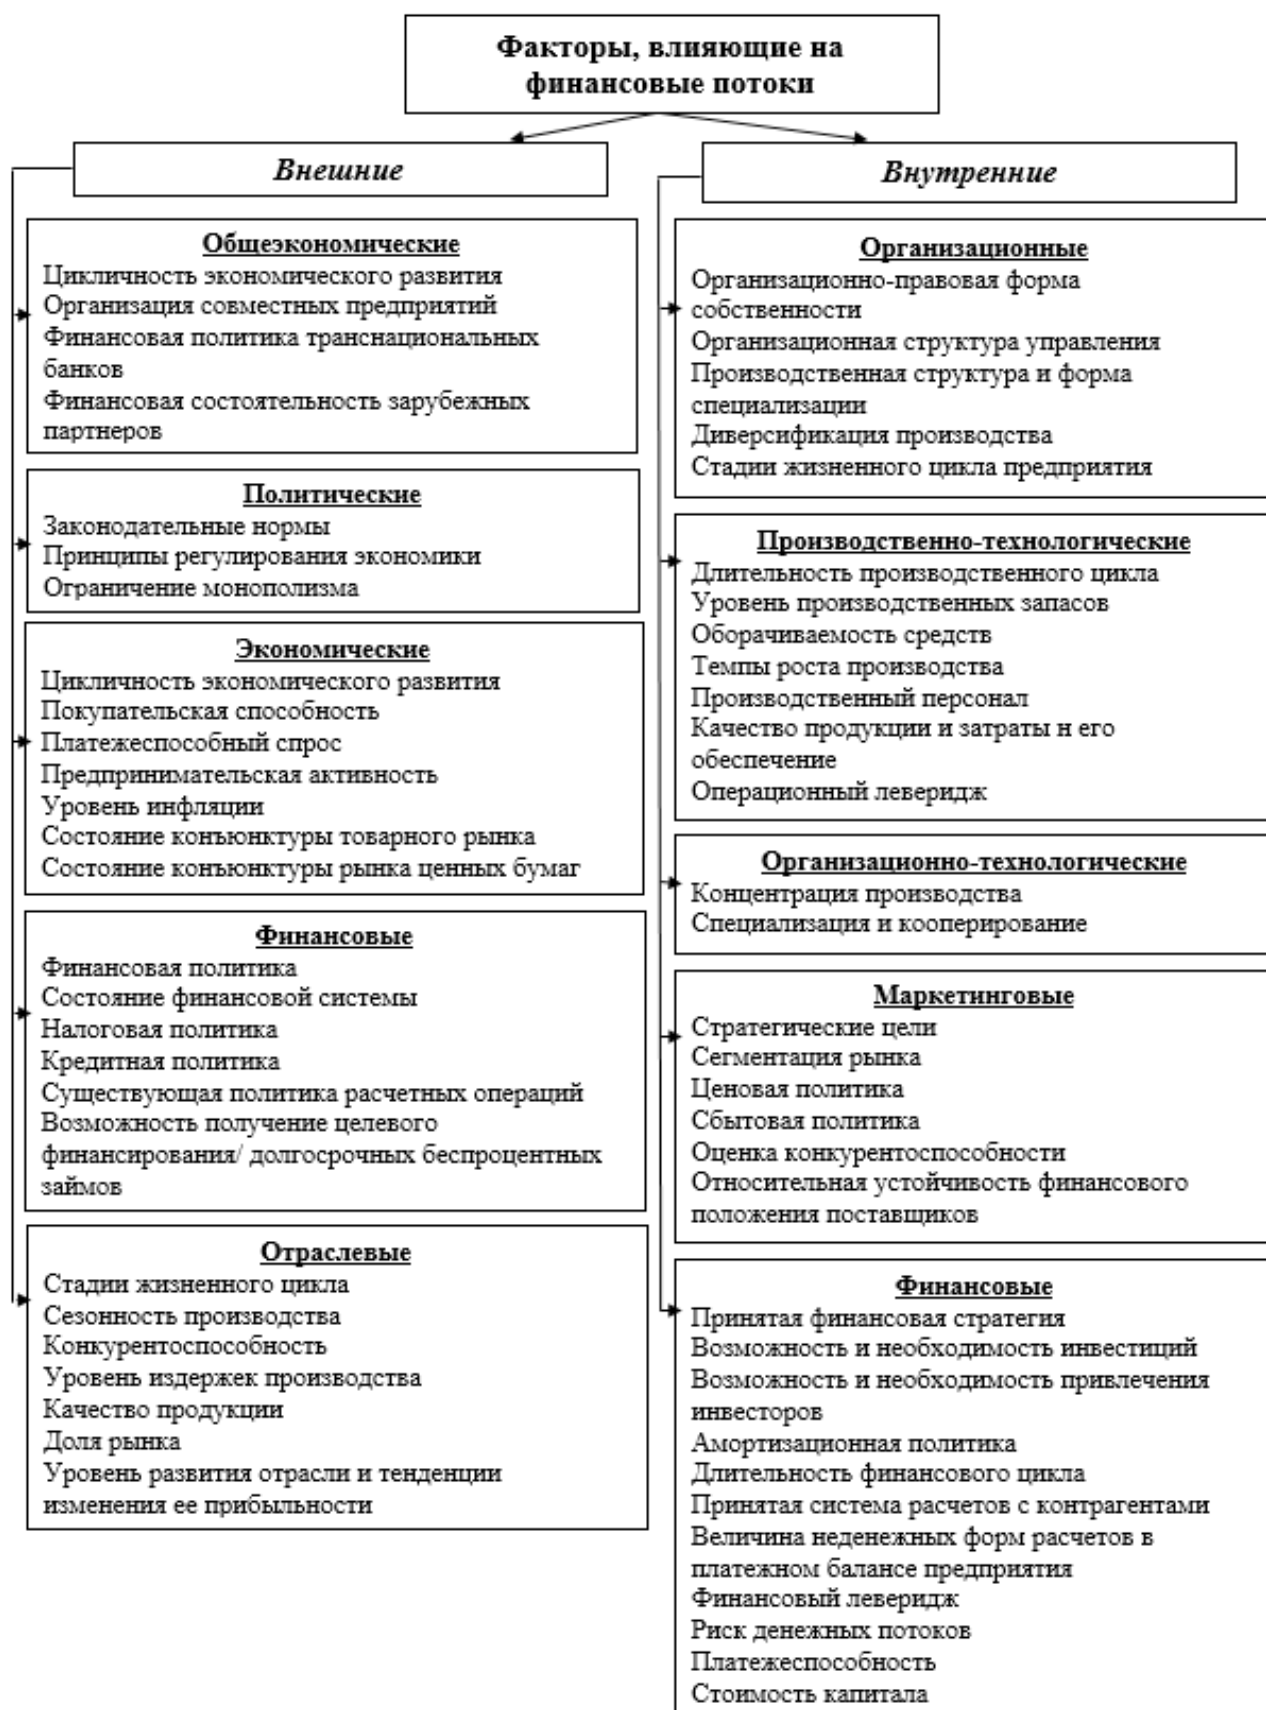 Факторы, влияющие на
финансовые потоки
Внешние
Общеэкономические
Цикличность экономического развития
Организация совместных предприятий
Финансовая политика транснациональных
банков
Финансовая состоятельность зарубежных
партнеров
Политические
Законодательные нормы
Принципы регулирования экономики
Ограничение монополизма
Экономические
Цикличность экономического развития
Покупательская способность
Платежеспособный спрос
Предпринимательская активность
Уровень инфляции
Состояние конъюнктуры товарного рынка
Состояние конъюнктуры рынка ценных бумаг
Финансовые
Финансовая политика
Состояние финансовой системы
Налоговая политика
Кредитная политика
Существующая политика расчетных операций
Возможность получение целевого
финансирования/ долгосрочных беспроцентных
займов
Отраслевые
Стадии жизненного цикла
Сезонность производства
Конкурентоспособность
Уровень издержек производства
Качество продукции
Доля рынка
Уровень развития отрасли и тенденции
изменения ее прибыльности
Внутренние
Организационные
Организационно-правовая форма
собственности
Организационная структура управления
Производственная структура и форма
специализации
Диверсификация производства
Стадии жизненного цикла предприятия
Производственно-технологические
Длительность производственного цикла
Уровень производственных запасов
Оборачиваемость средств
Темпы роста производства
Производственный персонал
Качество продукции и затраты н его
обеспечение
Операционный леверидж
Организационно-технологические
Концентрация производства
Специализация и кооперирование
Маркетинговые
Стратегические цели
Сегментация рынка
Ценовая политика
Сбытовая политика
Оценка конкурентоспособности
Относительная устойчивость финансового
положения поставщиков
Финансовые
Принятая финансовая стратегия
Возможность и необходимость инвестиций
Возможность и необходимость привлечения
инвесторов
Амортизационная политика
Длительность финансового цикла
Принятая система расчетов с контрагентами
Величина неденежных форм расчетов в
платежном балансе предприятия
Финансовый леверидж
Риск денежных потоков
Платежеспособность
Стоимость капитала